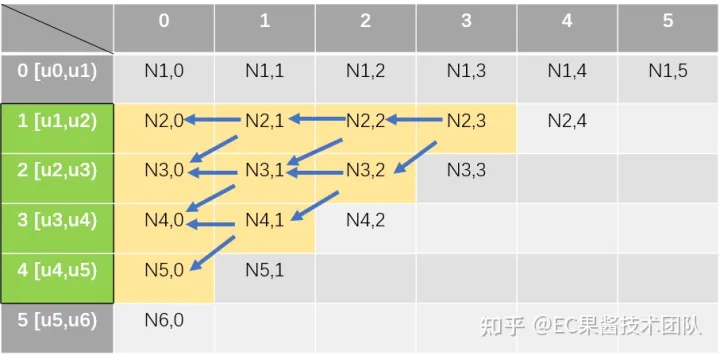 0 1 2 3 4 5
0 [u0,u1) N1,0 N1,1 N1,2 N1,3 N1,4 N1,5
1 [u1,u2) N2,0 N2,1 N2,2 N2,3 N2,4
2 [u2,u3) N3,0 N3,1 N3,2 N3,3
3 [u3,u4) N4,0 N4,1 N4,2
4 [u4,u5) N5,0 N5,1
5 [u5,u6) N6,0
知乎 @EC果酱技术团队